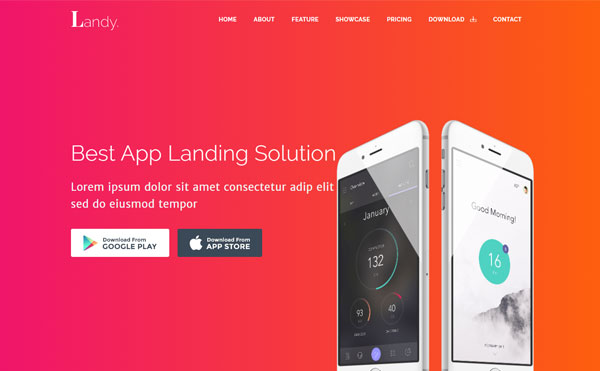 Landy.
HOME ABOUT FEATURE SHOWCASE PRICING DOWNLOAD CONTACT
Best App Landing Solution
Lorem ipsum dolor sit amet consectetur adip elit
sed do eiusmod tempor
Download From
GOOGLE PLAY
Download From
APP STORE
Overview
January
132
93
40
Good Morning!
16